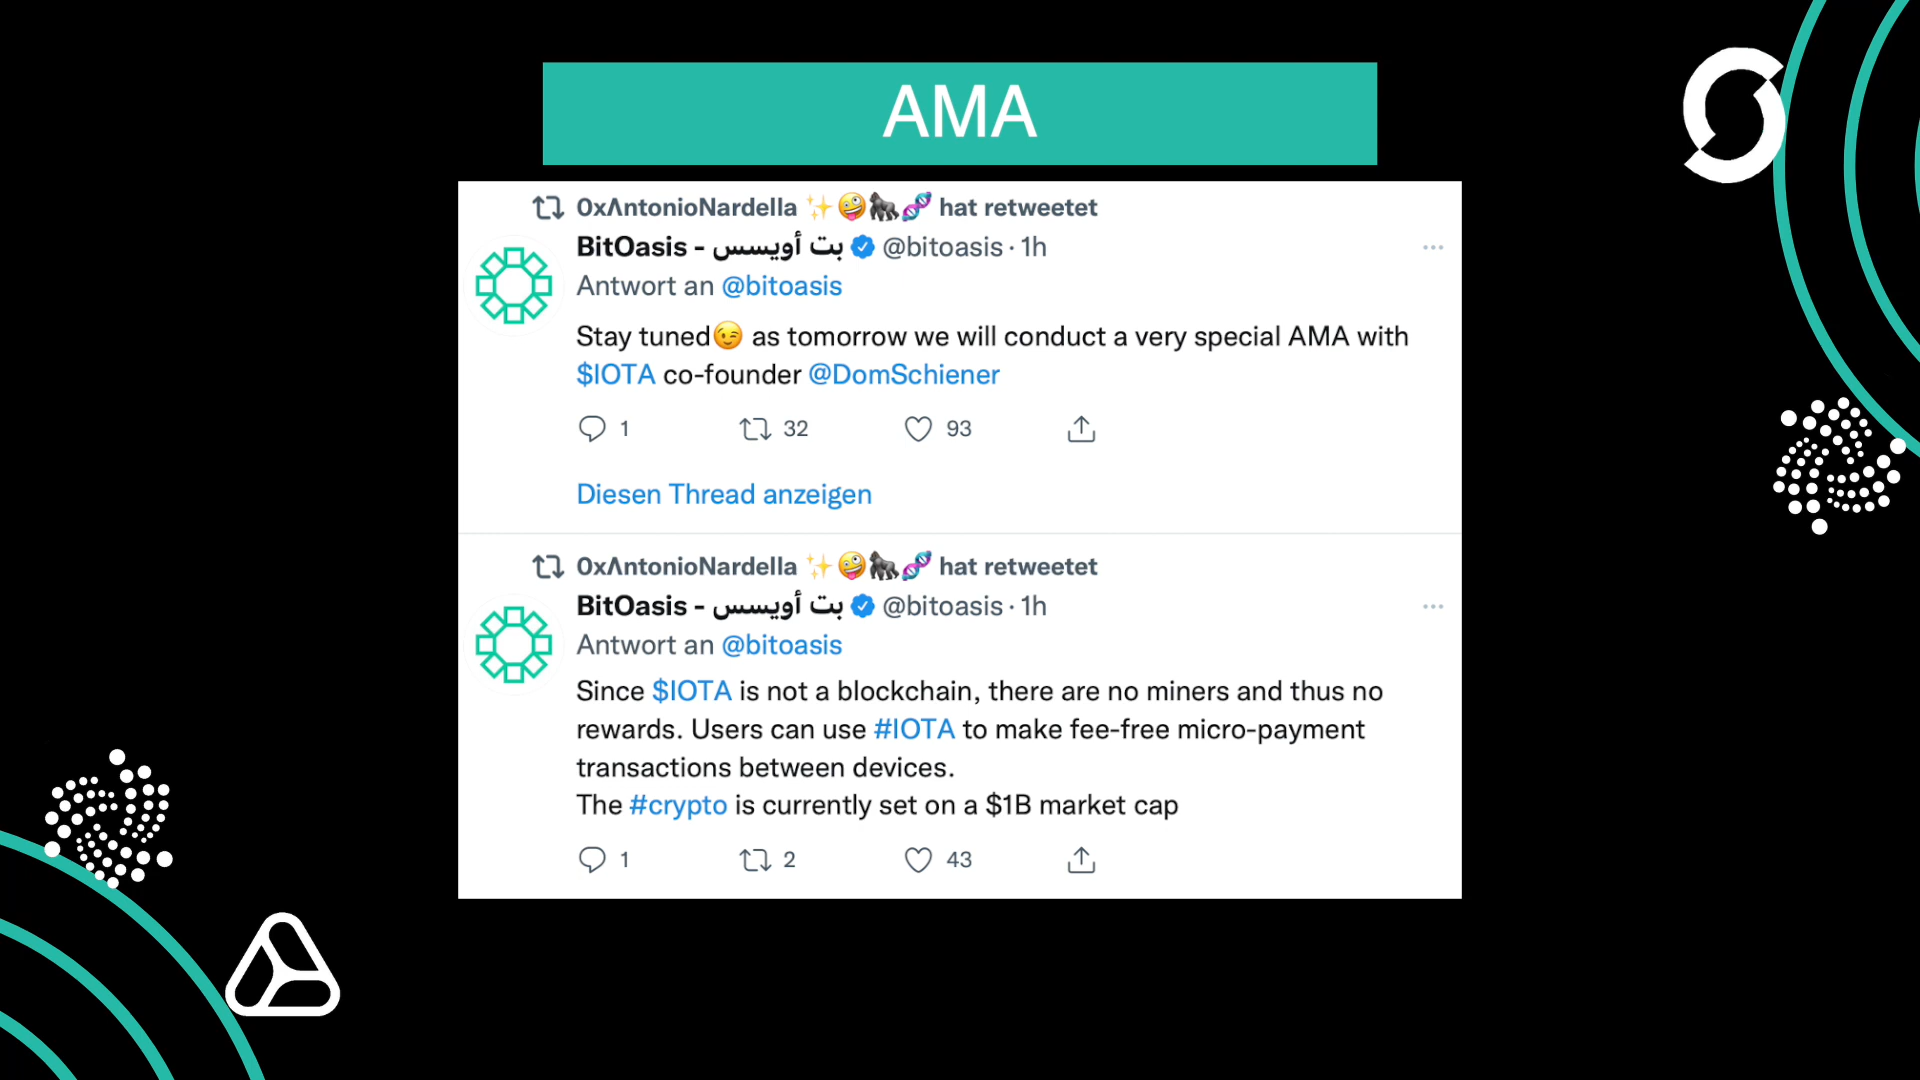 AMA
0xΛntonioNardella ✨🤪🦍🧬 hat retweetet
BitOasis - بت أويسس @bitoasis · 1h
Antwort an @bitoasis
Stay tuned😉 as tomorrow we will conduct a very special AMA with
$IOTA co-founder @DomSchiener
1 32 93
Diesen Thread anzeigen
0xΛntonioNardella ✨🤪🦍🧬 hat retweetet
BitOasis - بت أويسس @bitoasis · 1h
Antwort an @bitoasis
Since $IOTA is not a blockchain, there are no miners and thus no
rewards. Users can use #IOTA to make fee-free micro-payment
transactions between devices.
The #crypto is currently set on a $1B market cap
1 2 43